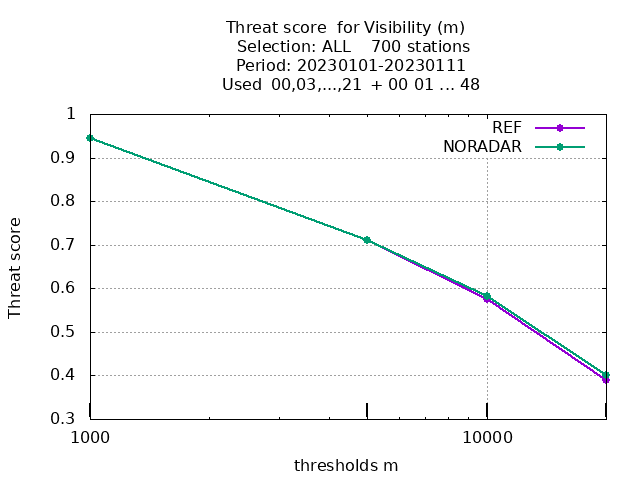 Threat score  for Visibility (m)
Selection: ALL    700 stations
Period: 20230101-20230111
Used  00,03,...,21  + 00 01 ... 48
REF
NORADAR
1
0.9
0.8
0.7
0.6
0.5
0.4
0.3
Threat score
1000
10000
thresholds m